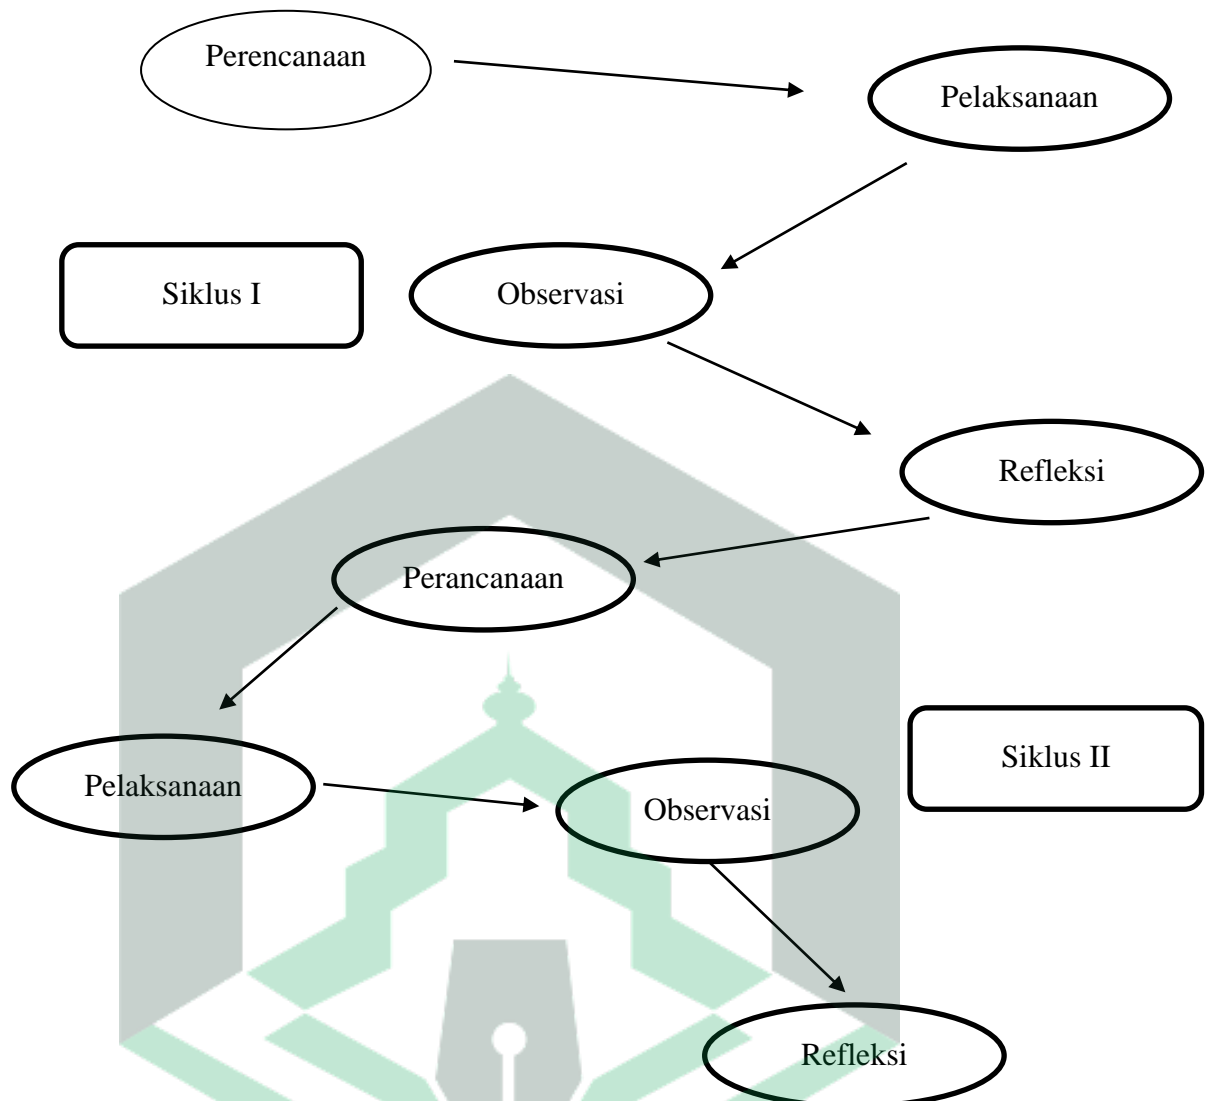 Perencanaan
Pelaksanaan
Siklus I
Observasi
Refleksi
Perancanaan
Siklus II
Pelaksanaan
Observasi
Refleksi